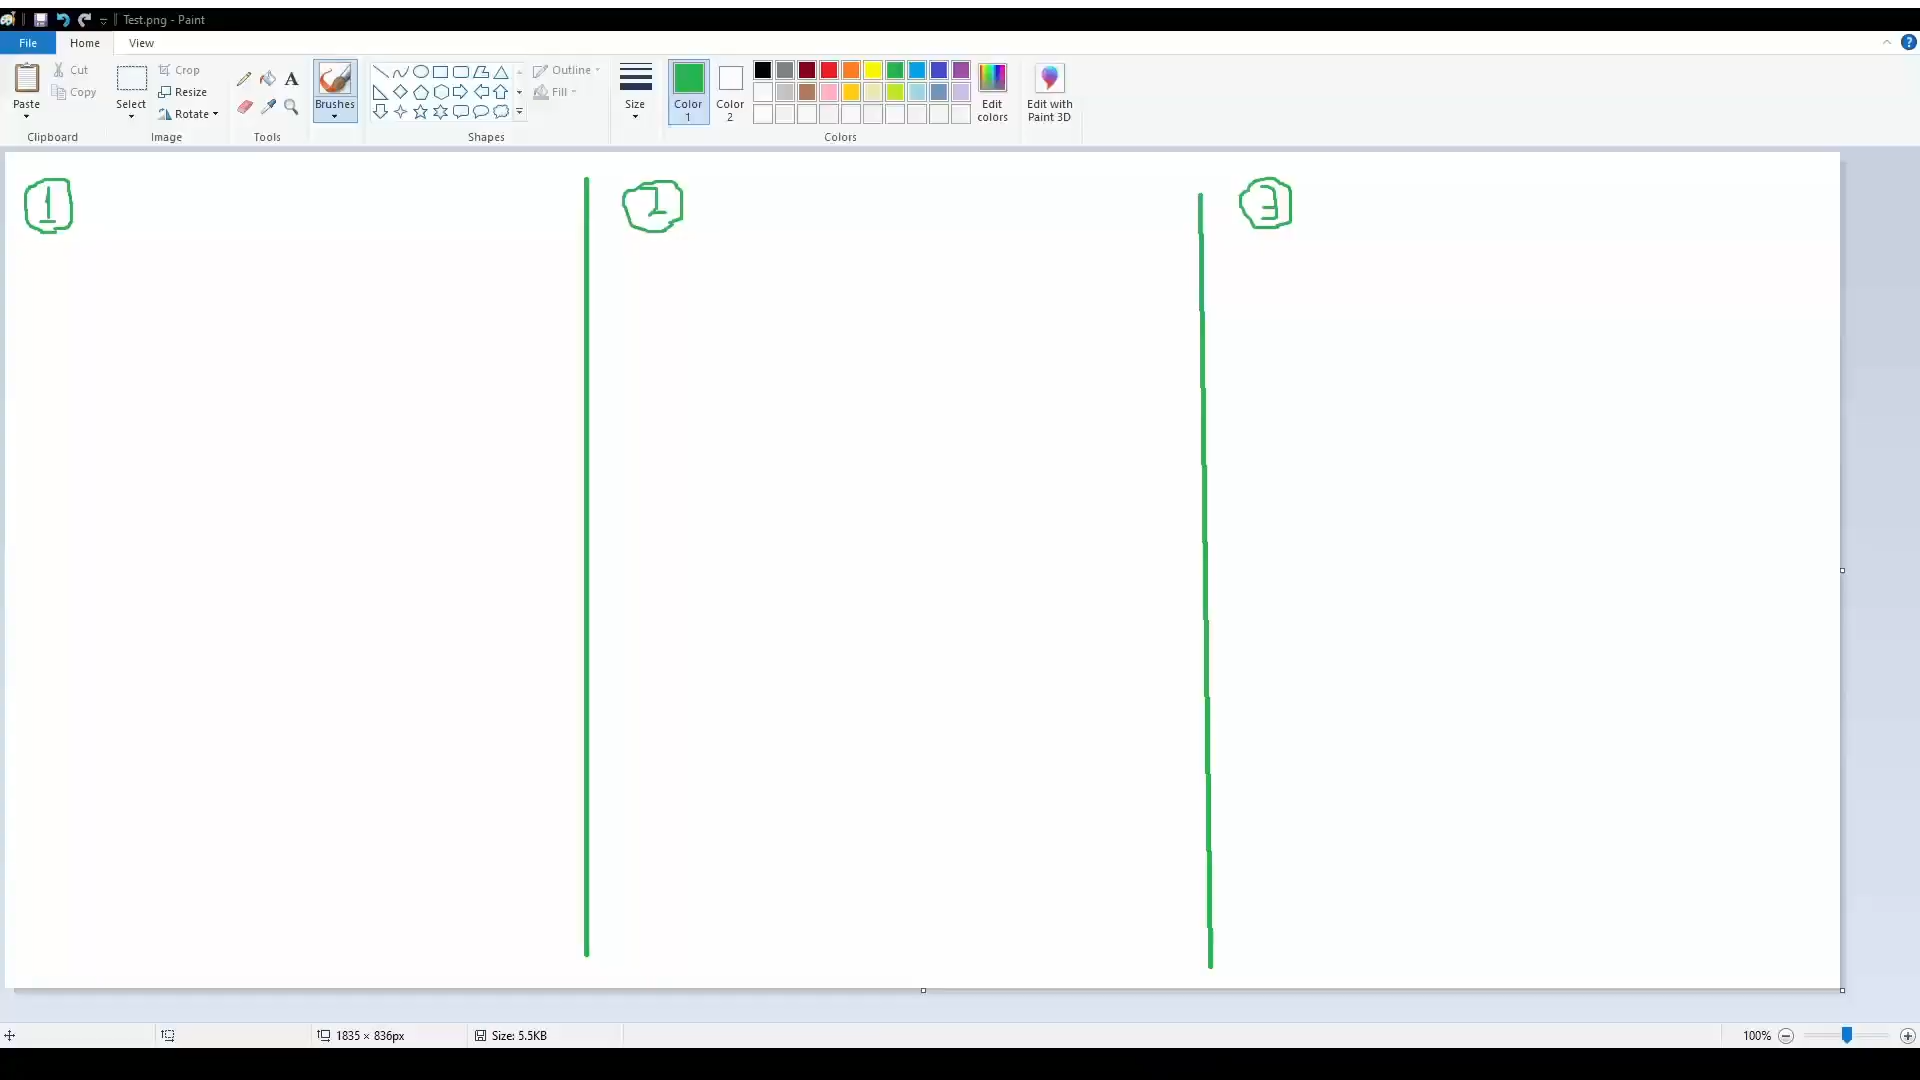 Test.png - Paint
File Home View
Paste
Cut
Copy
Clipboard
Select
Crop
Resize
Rotate
Image
A
Tools
Brushes
Outline
Fill
Shapes
Size
Color 1
Color 2
Edit colors
Colors
Edit with Paint 3D
?
1 2 3
1835 × 836px
Size: 5.5KB
100%